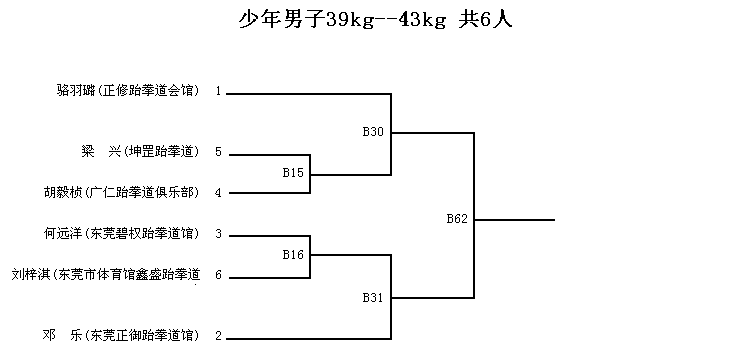 少年男子39kg--43kg 共6人
骆羽璐(正修跆拳道会馆) 1
B30
梁 兴(坤罡跆拳道) 5
B15
胡毅桢(广仁跆拳道俱乐部) 4
B62
何远洋(东莞碧权跆拳道馆) 3
B16
刘梓淇(东莞市体育馆鑫盛跆拳道 6
B31
邓 乐(东莞正御跆拳道馆) 2